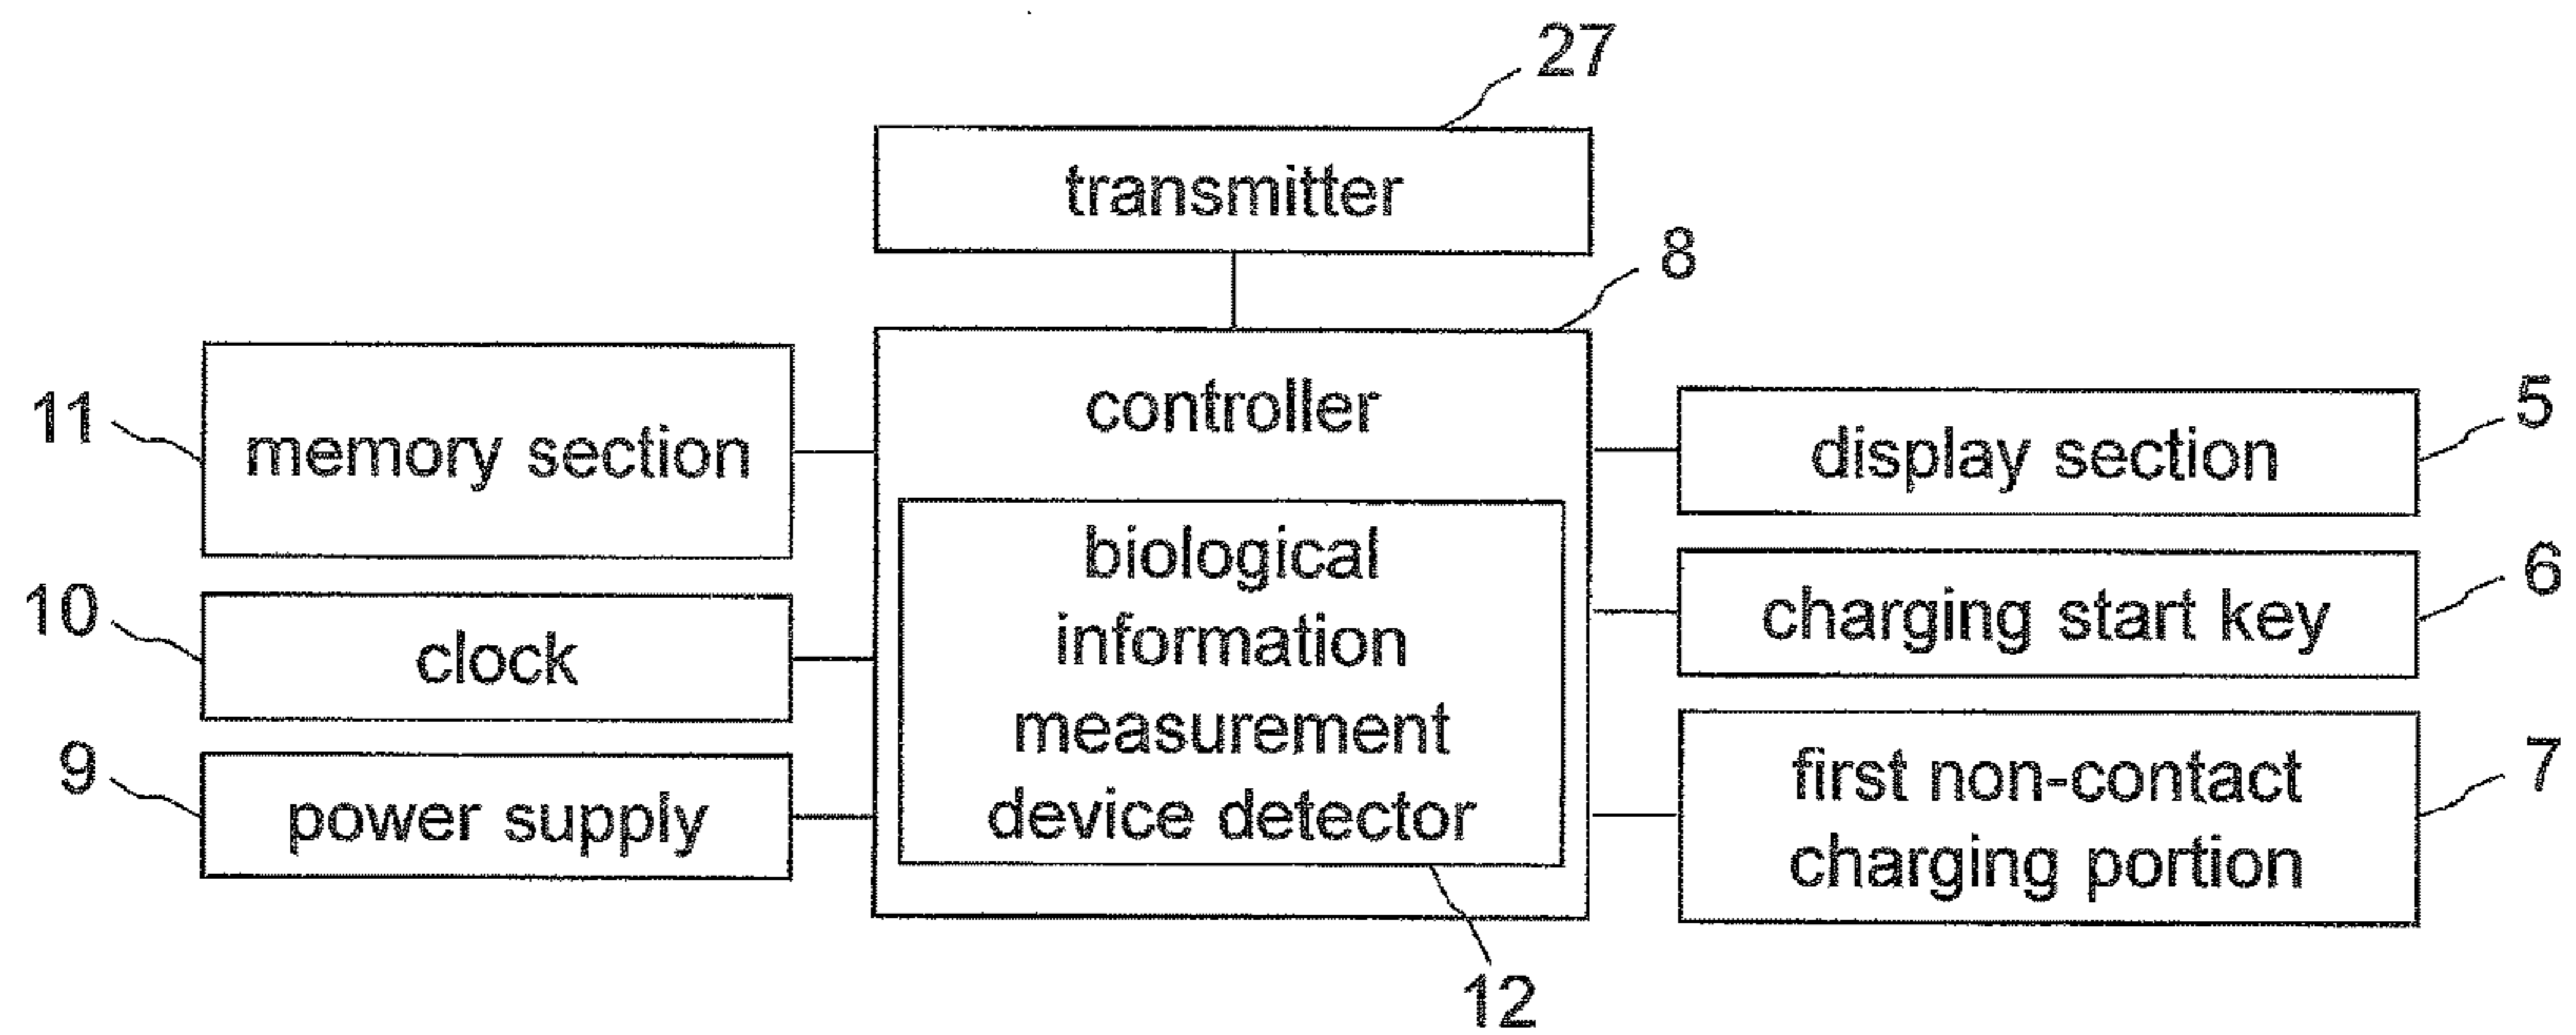 27
transmitter
8
11
memory section
controller
display section
5
10
clock
biological
information
measurement
device detector
charging start key
6
9
power supply
first non-contact
charging portion
7
12